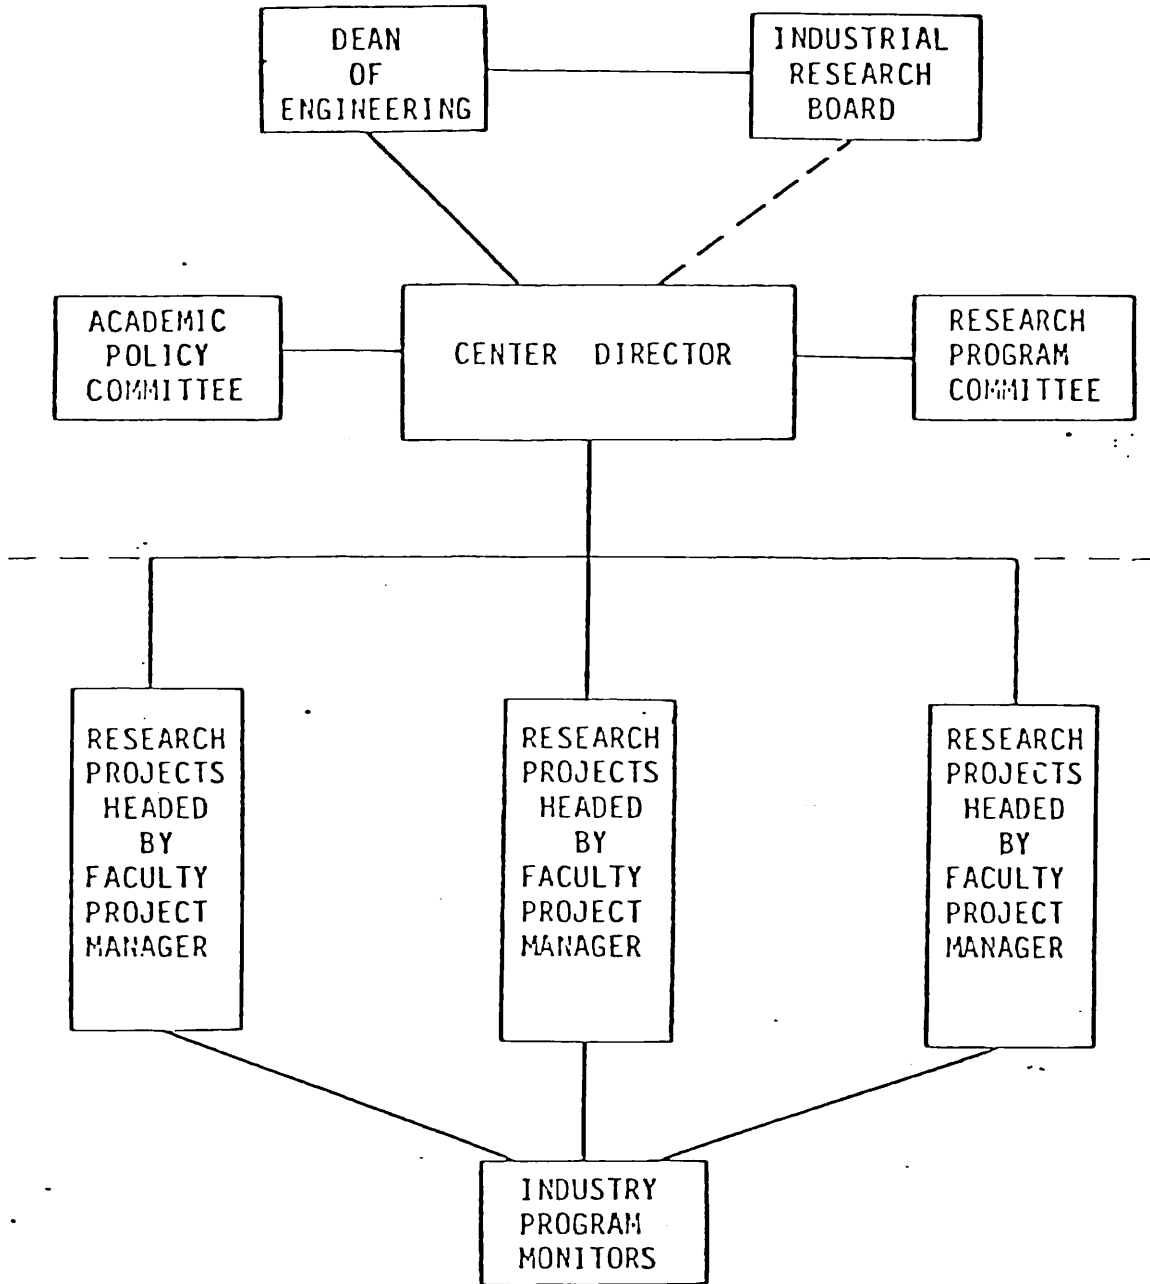 DEAN
OF
ENGINEERING
INDUSTRIAL
RESEARCH
BOARD
ACADEMIC
POLICY
COMMITTEE
CENTER DIRECTOR
RESEARCH
PROGRAM
COMMITTEE
RESEARCH
PROJECTS
HEADED
BY
FACULTY
PROJECT
MANAGER
RESEARCH
PROJECTS
HEADED
BY
FACULTY
PROJECT
MANAGER
RESEARCH
PROJECTS
HEADED
BY
FACULTY
PROJECT
MANAGER
INDUSTRY
PROGRAM
MONITORS